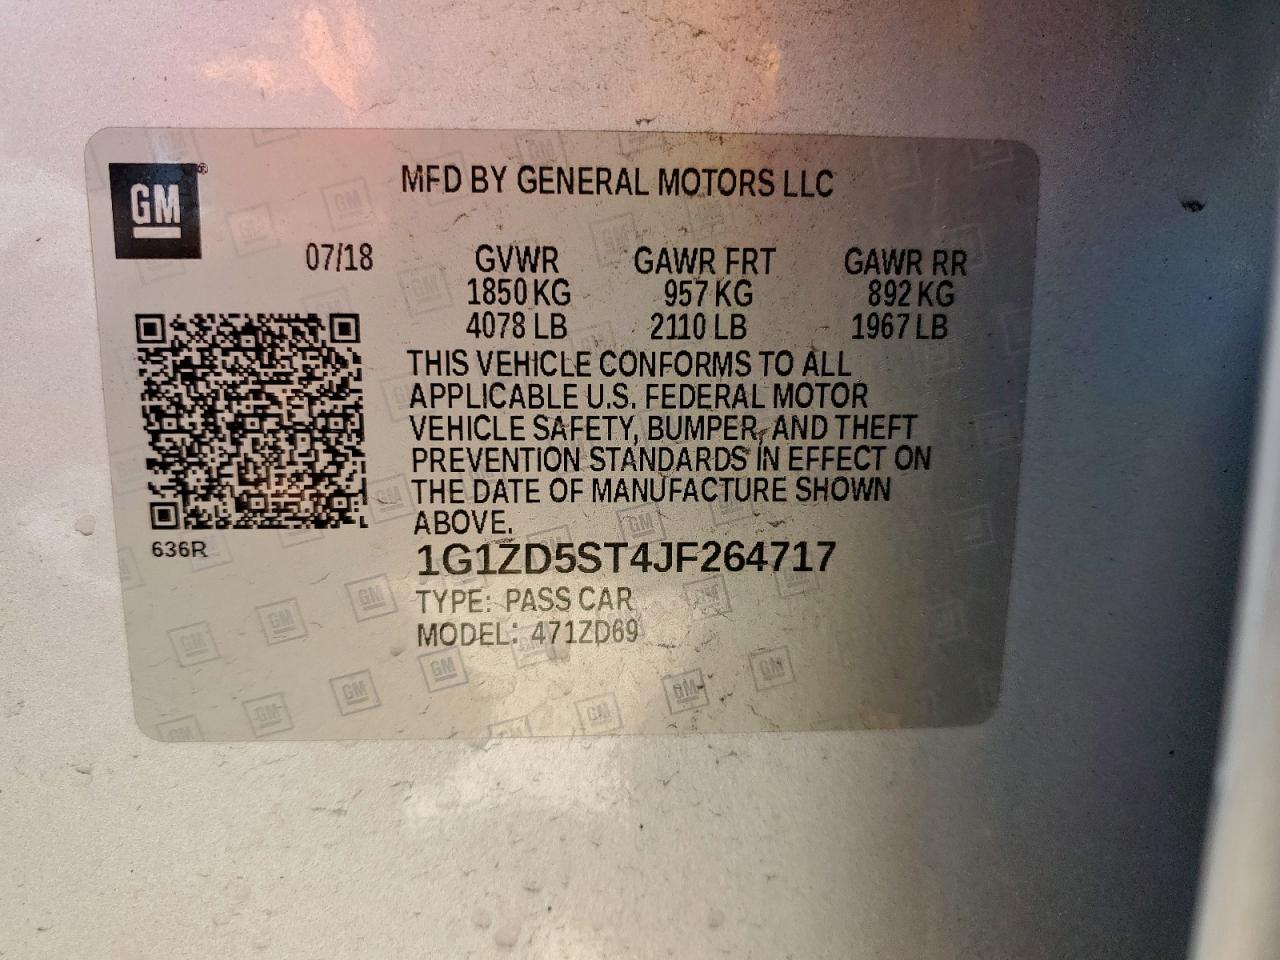 GM
MFD BY GENERAL MOTORS LLC
07/18 GVWR GAWR FRT GAWR RR
1850 KG 957 KG 892 KG
4078 LB 2110 LB 1967 LB
THIS VEHICLE CONFORMS TO ALL
APPLICABLE U.S. FEDERAL MOTOR
VEHICLE SAFETY, BUMPER, AND THEFT
PREVENTION STANDARDS IN EFFECT ON
THE DATE OF MANUFACTURE SHOWN
ABOVE.
636R
1G1ZD5ST4JF264717
TYPE: PASS CAR
MODEL: 471ZD69